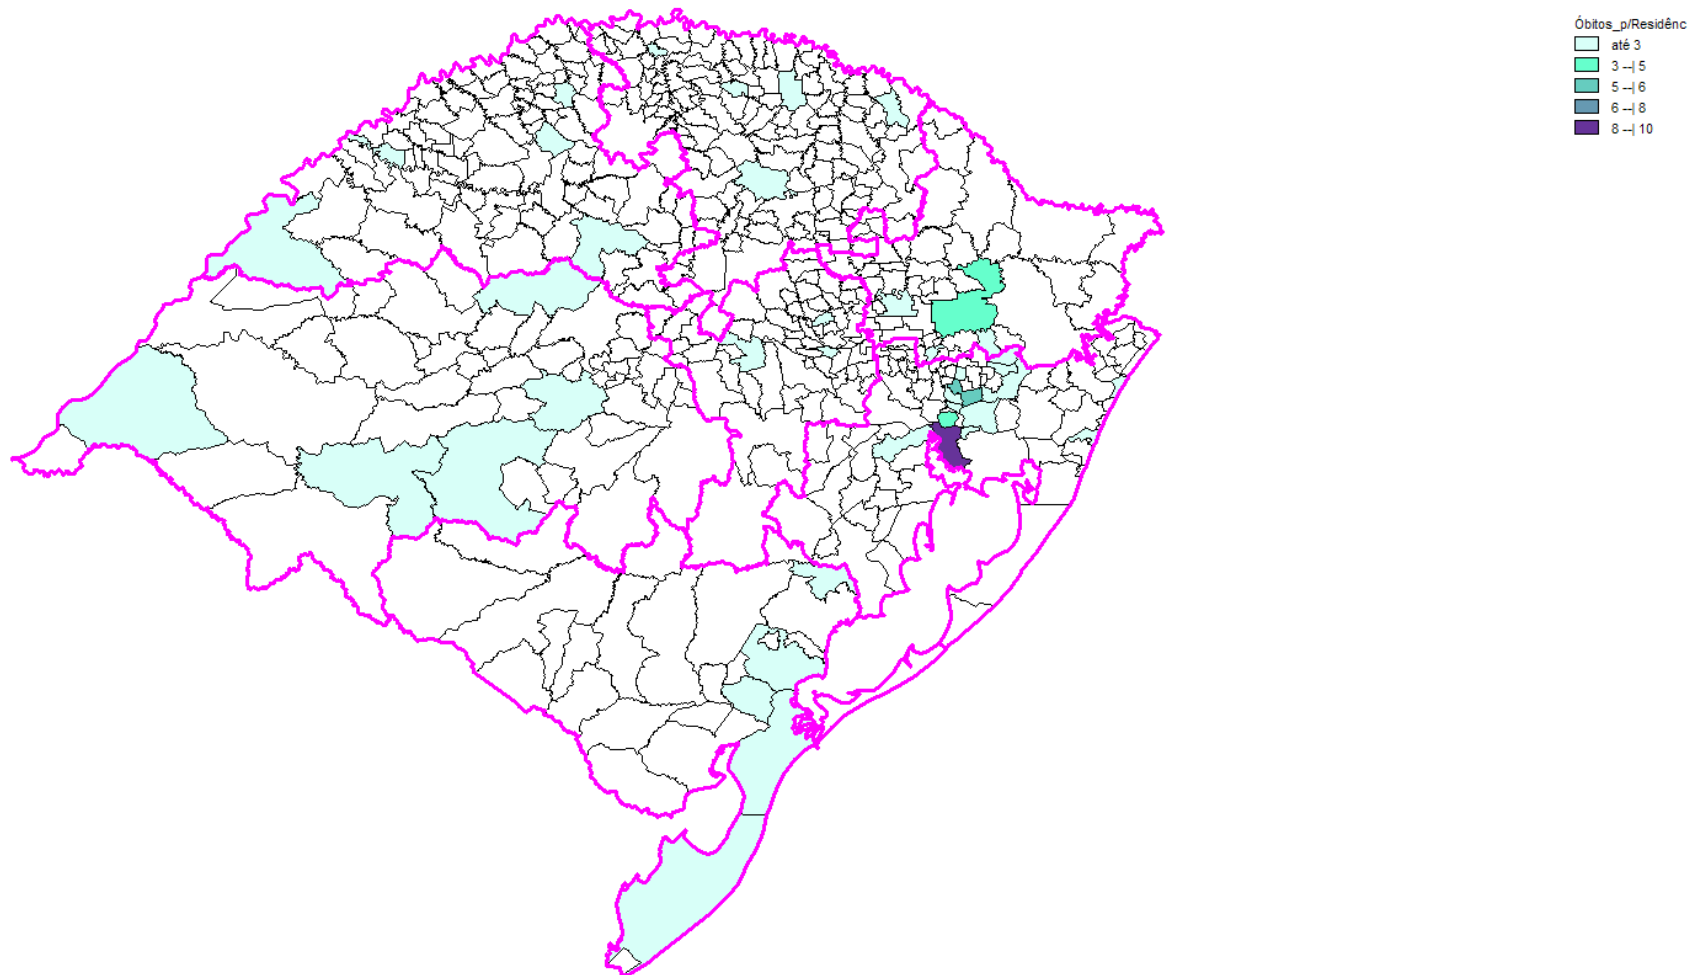 Óbitos_p/Residênc
até 3
3 --| 5
5 --| 6
6 --| 8
8 --| 10